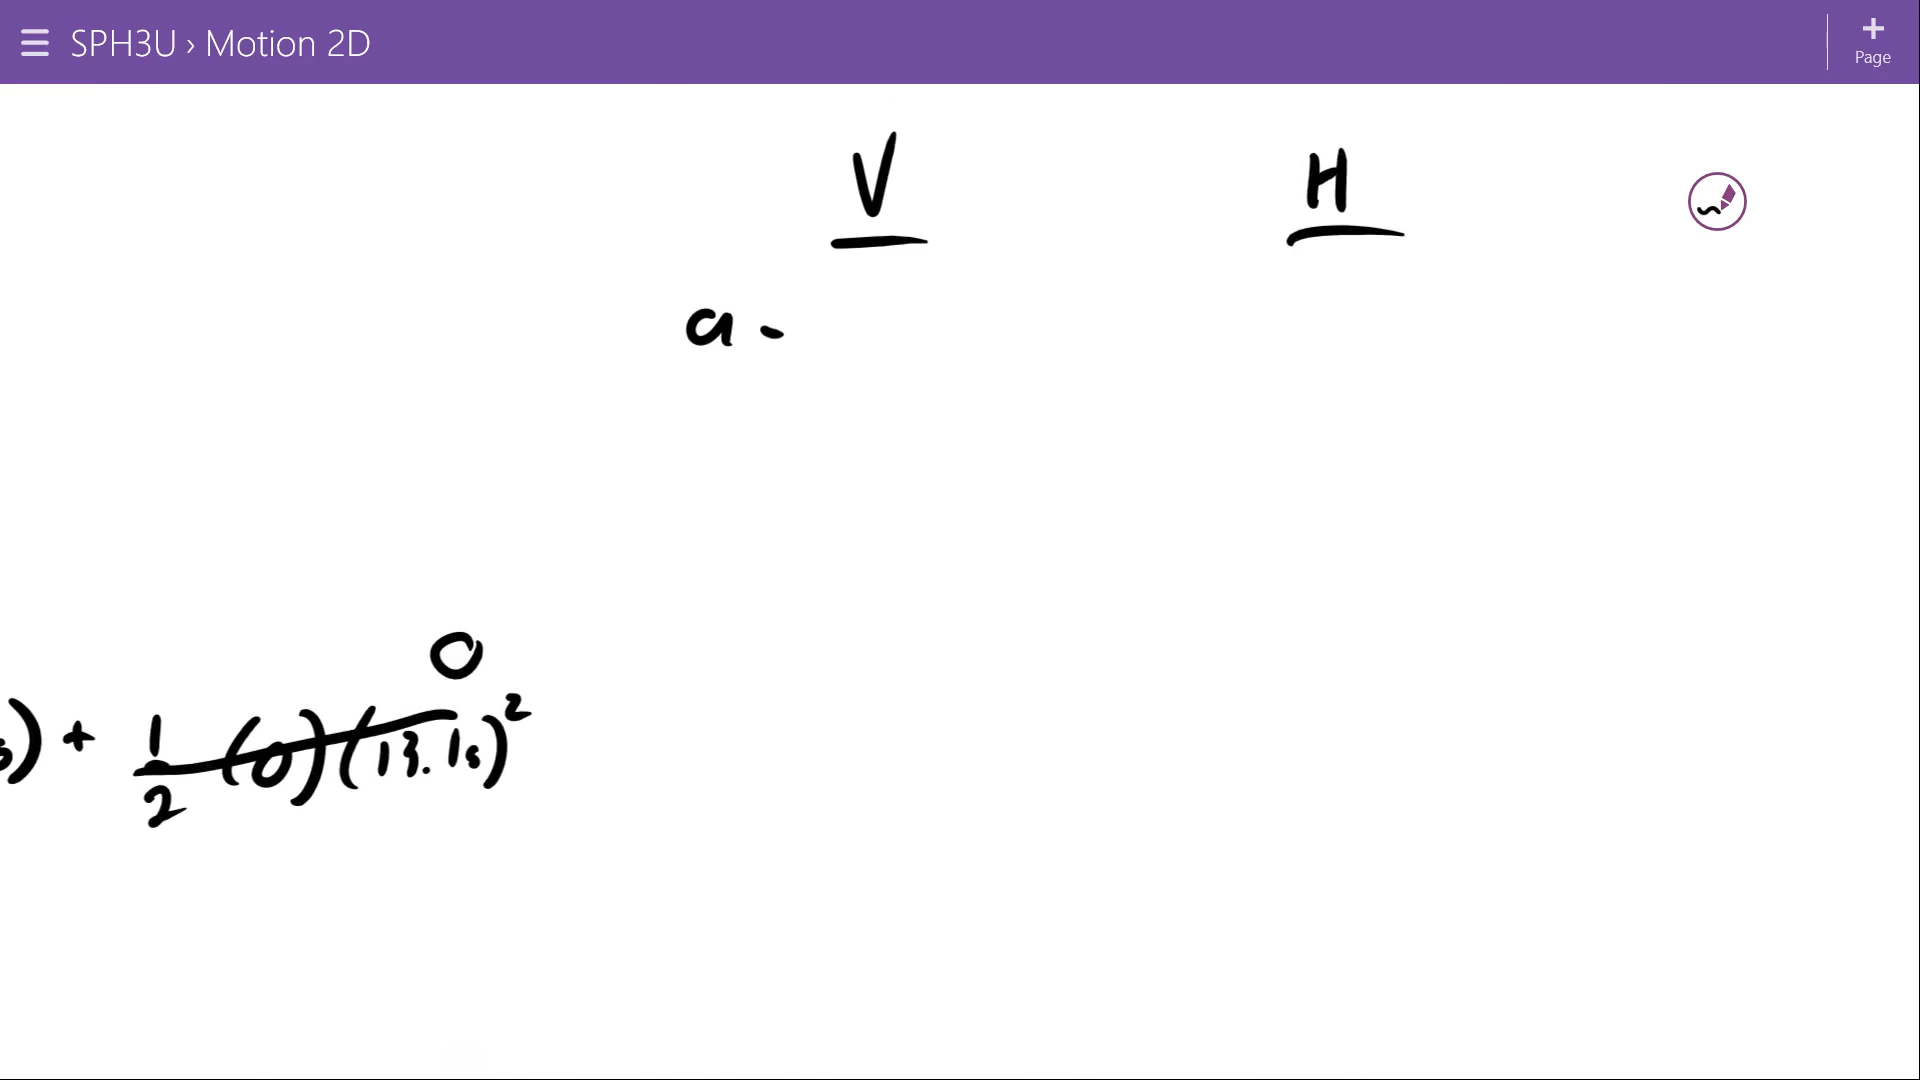 SPH3U › Motion 2D
Page
V H
a -
0
s) + 1/2 (0)(13.1s)²